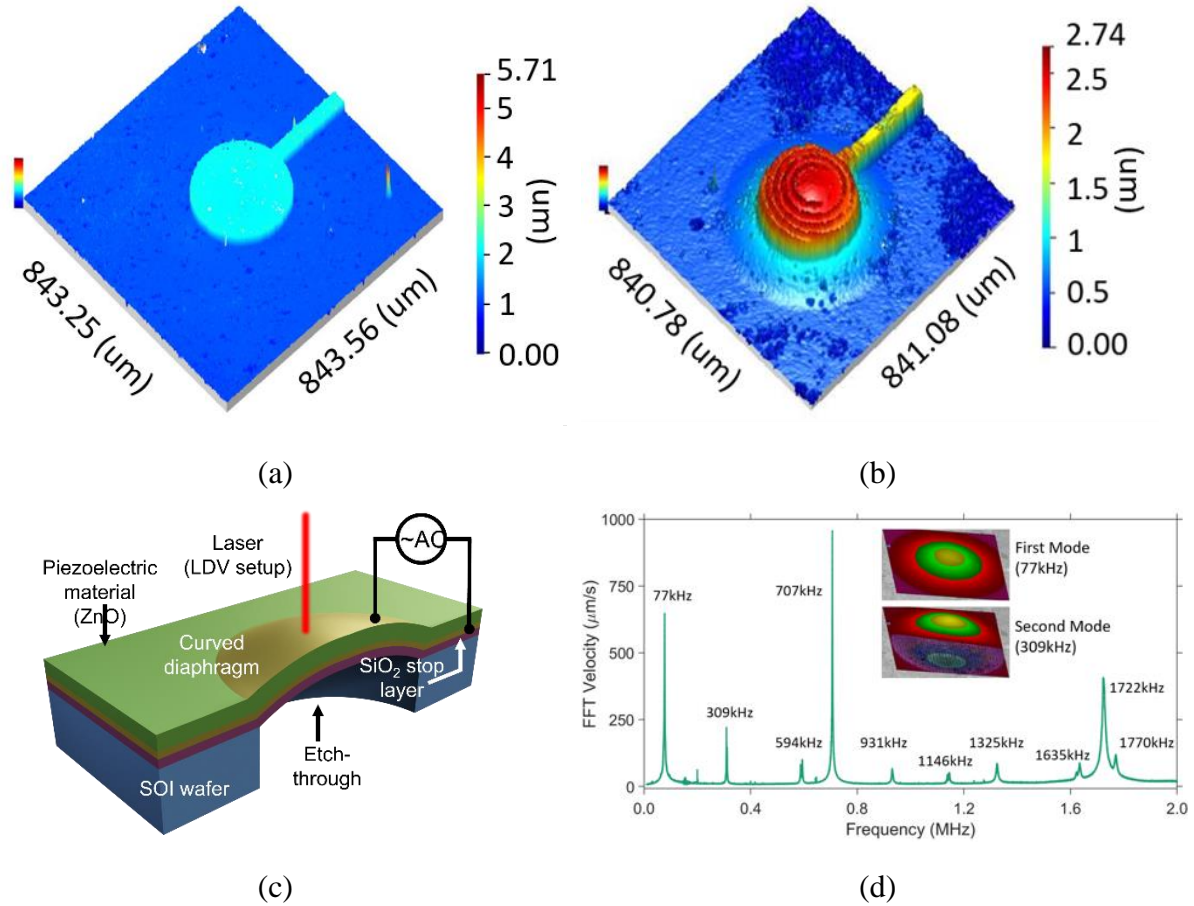 5.71
5
4
3
2
1
0.00
(um)
843.25 (um)
843.56 (um)
(a)
2.74
2.5
2
1.5
1
0.5
0.00
(um)
840.78 (um)
841.08 (um)
(b)
~AC
Laser
(LDV setup)
Piezoelectric
material
(ZnO)
Curved
diaphragm
SiO₂ stop
layer
Etch-
through
SOI wafer
(c)
1000
750
500
250
0
FFT Velocity (μm/s)
77kHz
309kHz
594kHz
707kHz
931kHz
1146kHz
1325kHz
1635kHz
1722kHz
1770kHz
First Mode
(77kHz)
Second Mode
(309kHz)
0.0
0.4
0.8
1.2
1.6
2.0
Frequency (MHz)
(d)